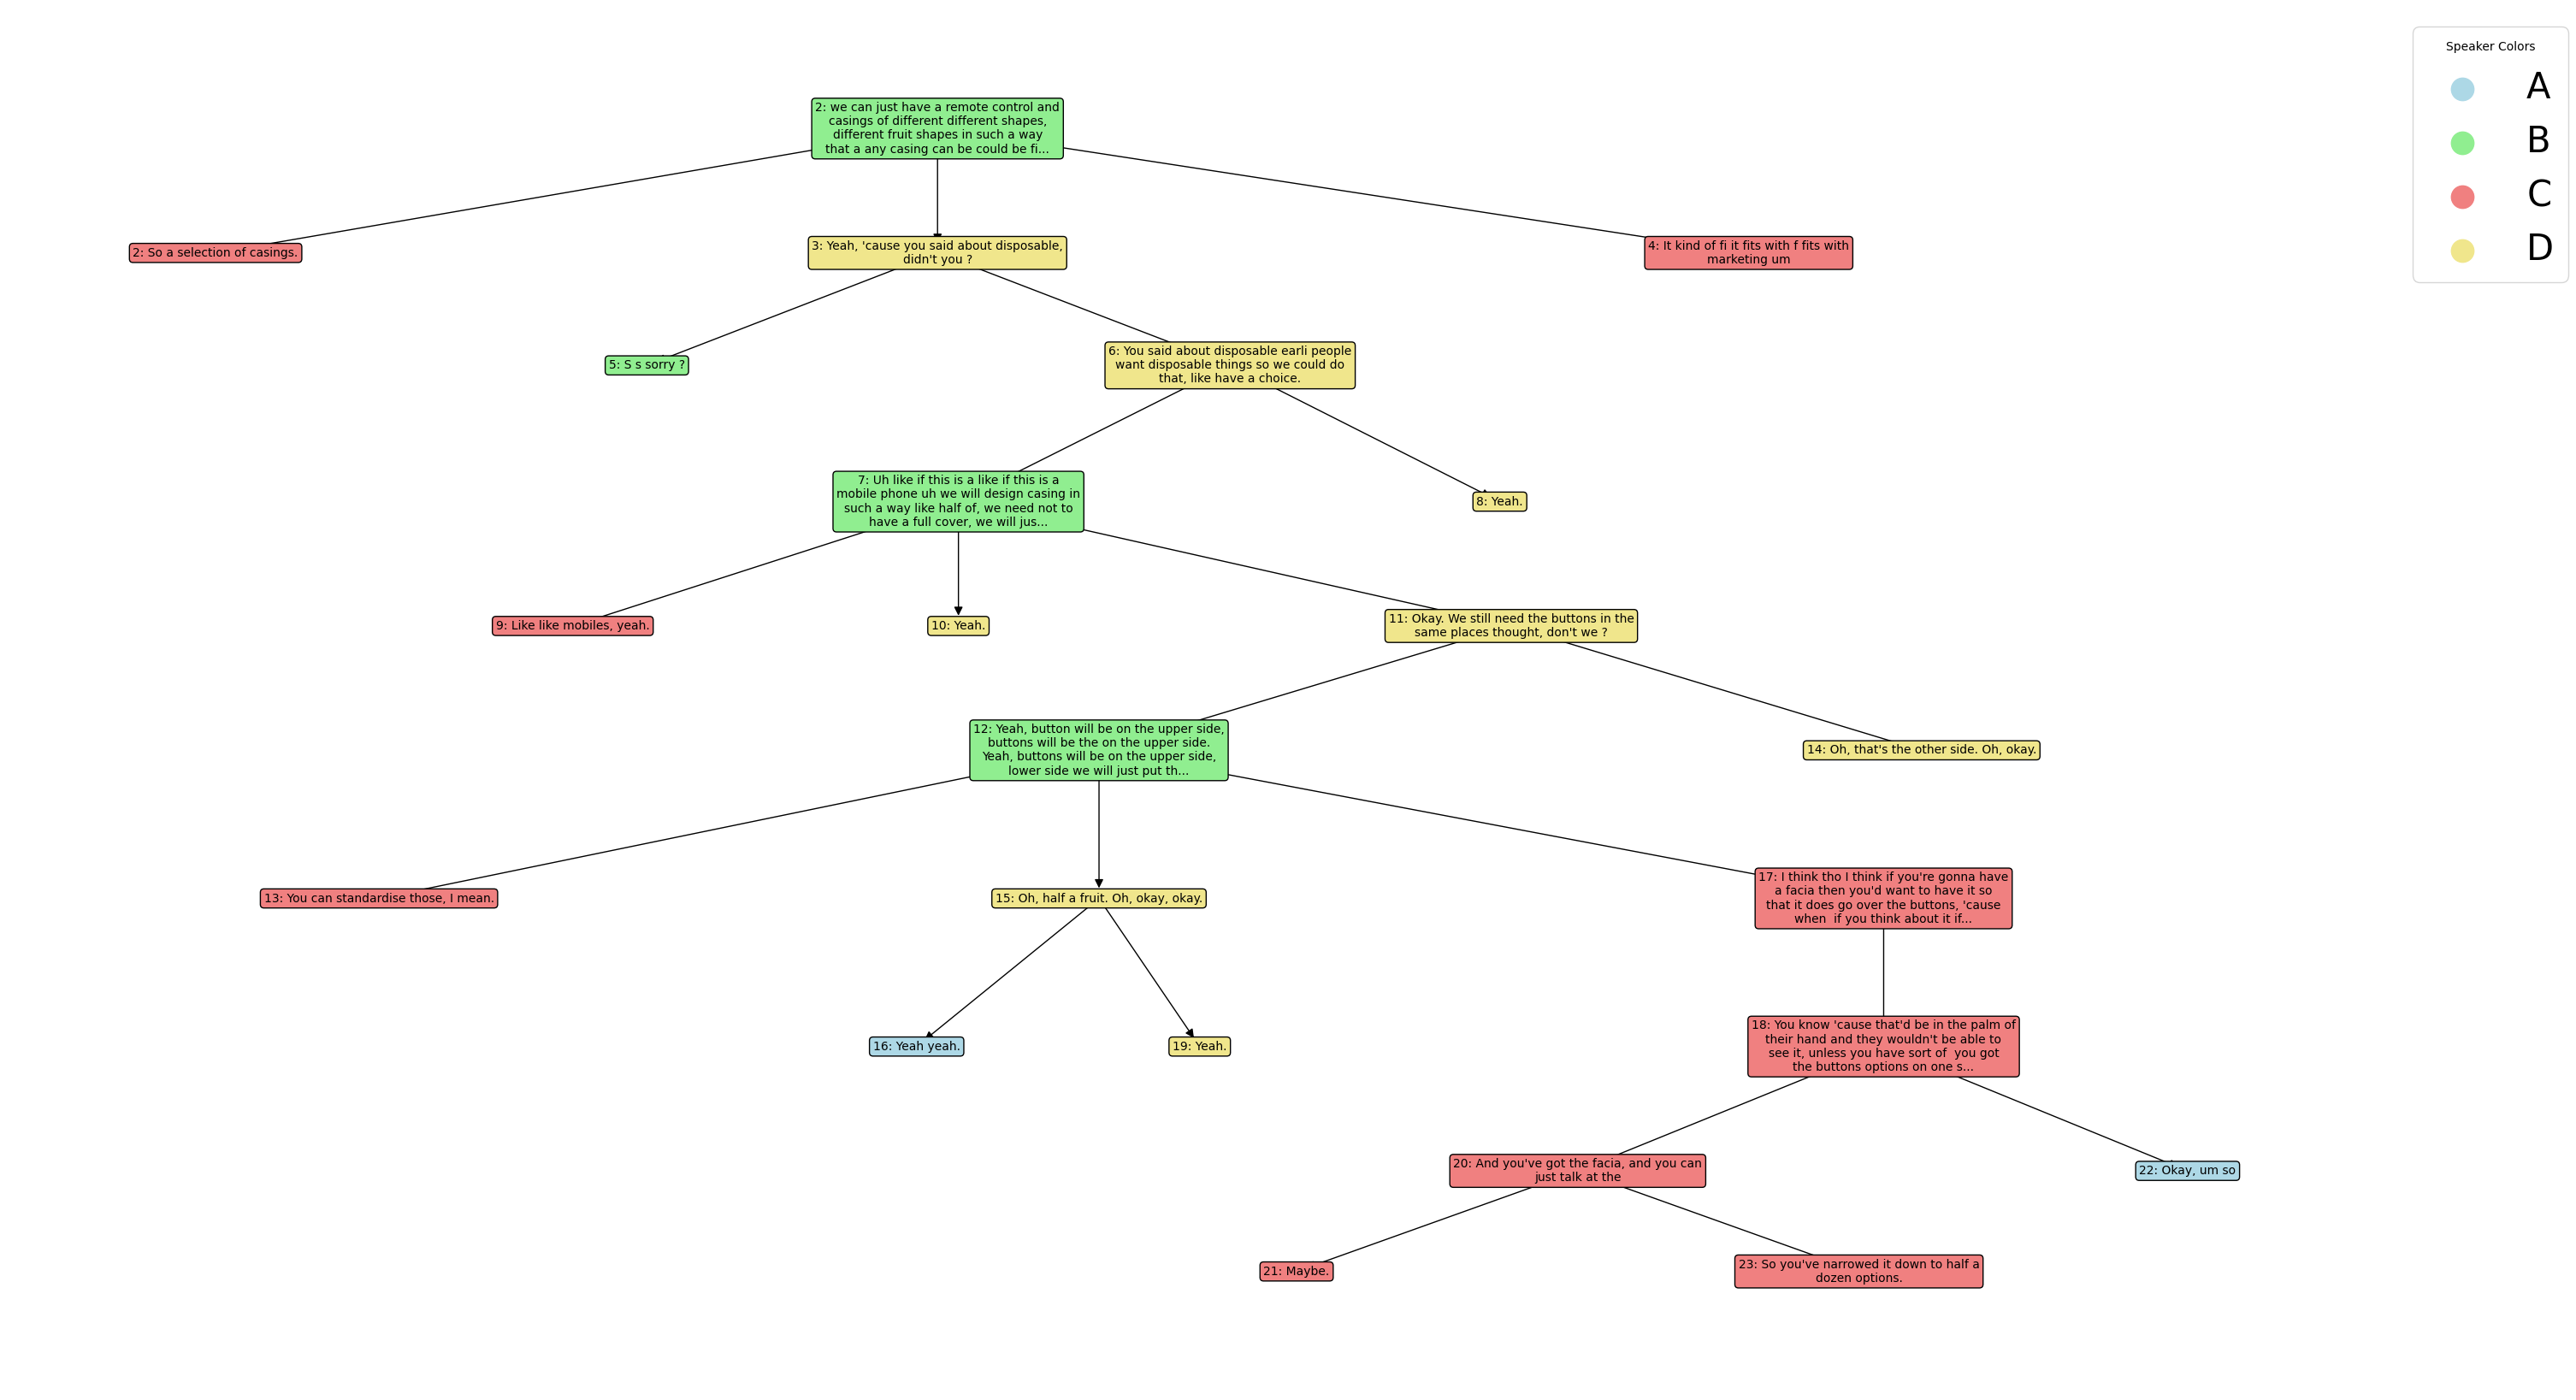 Speaker Colors
A
B
C
D
2: we can just have a remote control and
casings of different different shapes,
different fruit shapes in such a way
that a any casing can be could be fi...
2: So a selection of casings.
3: Yeah, 'cause you said about disposable,
didn't you ?
4: It kind of fi it fits with f fits with
marketing um
5: S s sorry ?
6: You said about disposable earli people
want disposable things so we could do
that, like have a choice.
7: Uh like if this is a like if this is a
mobile phone uh we will design casing in
such a way like half of, we need not to
have a full cover, we will jus...
8: Yeah.
9: Like like mobiles, yeah.
10: Yeah.
11: Okay. We still need the buttons in the
same places thought, don't we ?
12: Yeah, button will be on the upper side,
buttons will be the on the upper side.
Yeah, buttons will be on the upper side,
lower side we will just put th...
14: Oh, that's the other side. Oh, okay.
13: You can standardise those, I mean.
15: Oh, half a fruit. Oh, okay, okay.
17: I think tho I think if you're gonna have
a facia then you'd want to have it so
that it does go over the buttons, 'cause
when  if you think about it if...
16: Yeah yeah.
19: Yeah.
18: You know 'cause that'd be in the palm of
their hand and they wouldn't be able to
see it, unless you have sort of  you got
the buttons options on one s...
20: And you've got the facia, and you can
just talk at the
22: Okay, um so
21: Maybe.
23: So you've narrowed it down to half a
dozen options.